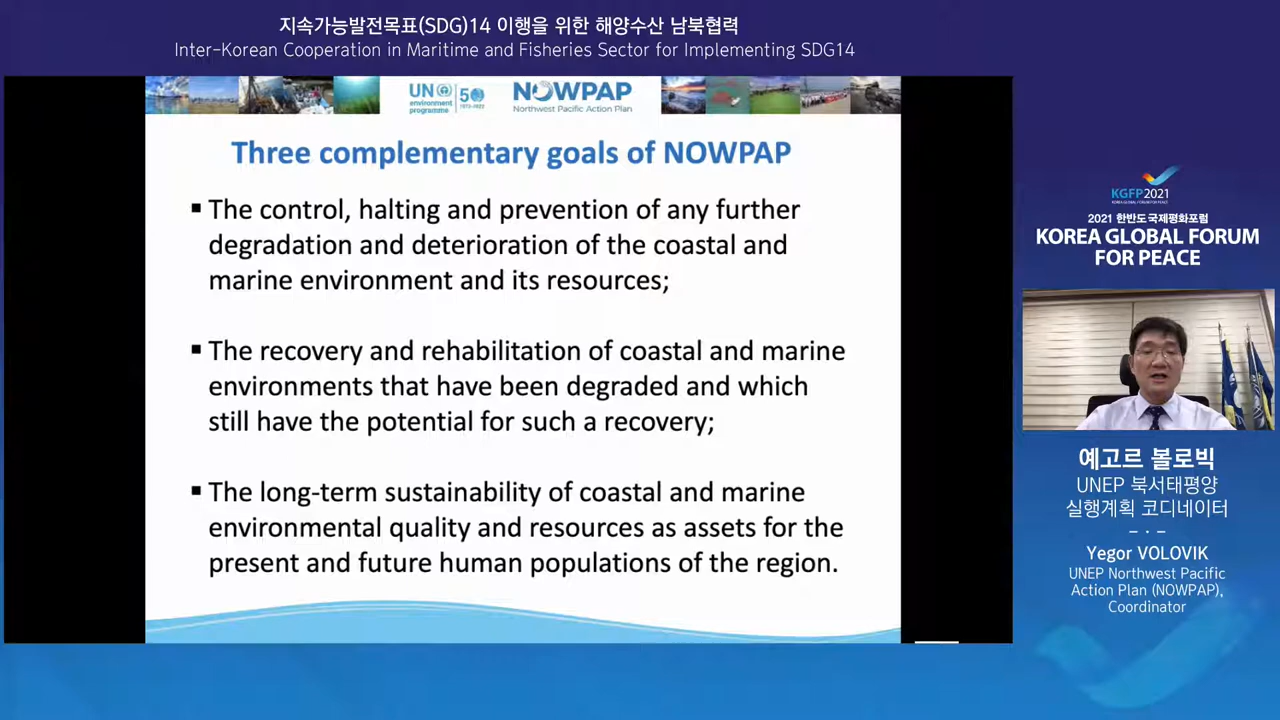 지속가능발전목표(SDG)14 이행을 위한 해양수산 남북협력
Inter-Korean Cooperation in Maritime and Fisheries Sector for Implementing SDG14
UN
environment
programme
50
1972-2022
NOWPAP
Northwest Pacific Action Plan
Three complementary goals of NOWPAP
▪ The control, halting and prevention of any further
degradation and deterioration of the coastal and
marine environment and its resources;
▪ The recovery and rehabilitation of coastal and marine
environments that have been degraded and which
still have the potential for such a recovery;
▪ The long-term sustainability of coastal and marine
environmental quality and resources as assets for the
present and future human populations of the region.
KGFP2021
KOREA GLOBAL FORUM FOR PEACE
2021 한반도국제평화포럼
KOREA GLOBAL FORUM
FOR PEACE
예고르 볼로빅
UNEP 북서태평양
실행계획 코디네이터
Yegor VOLOVIK
UNEP Northwest Pacific
Action Plan (NOWPAP),
Coordinator